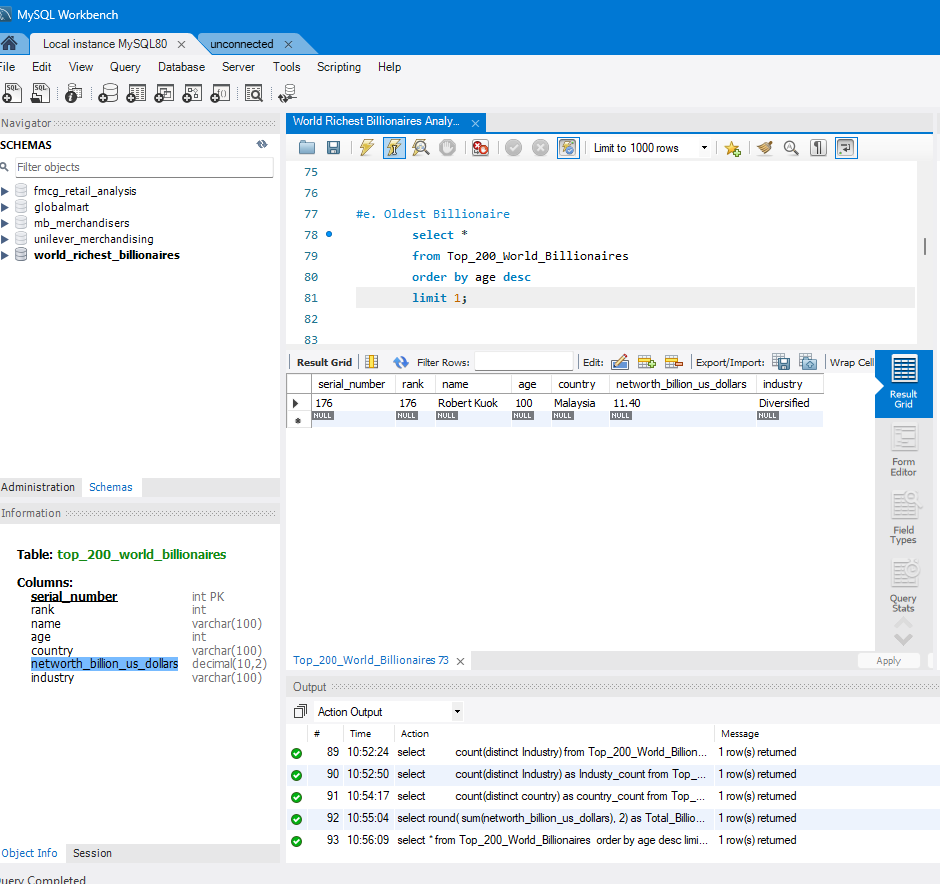 MySQL Workbench
Local instance MySQL80
unconnected
File Edit View Query Database Server Tools Scripting Help
Navigator
SCHEMAS
Filter objects
fmcg_retail_analysis
globalmart
mb_merchandisers
unilever_merchandising
world_richest_billionaires
Administration Schemas
Information
Table: top_200_world_billionaires
Columns:
serial_number int PK
rank int
name varchar(100)
age int
country varchar(100)
networth_billion_us_dollars decimal(10,2)
industry varchar(100)
Object Info Session
Query Completed
World Richest Billionaires Analy...
Limit to 1000 rows
75
76
77 #e. Oldest Billionaire
78 select *
79 from Top_200_World_Billionaires
80 order by age desc
81 limit 1;
82
83
Result Grid Filter Rows: Edit: Export/Import: Wrap Cell
serial_number rank name age country networth_billion_us_dollars industry
176 176 Robert Kuok 100 Malaysia 11.40 Diversified
NULL NULL NULL NULL NULL NULL NULL
Result Grid
Form Editor
Field Types
Query Stats
Top_200_World_Billionaires 73
Apply
Output
Action Output
# Time Action Message
89 10:52:24 select count(distinct Industry) from Top_200_World_Billion... 1 row(s) returned
90 10:52:50 select count(distinct Industry) as Industy_count from Top_... 1 row(s) returned
91 10:54:17 select count(distinct country) as country_count from Top_... 1 row(s) returned
92 10:55:04 select round( sum(networth_billion_us_dollars), 2) as Total_Billio... 1 row(s) returned
93 10:56:09 select * from Top_200_World_Billionaires order by age desc limi... 1 row(s) returned